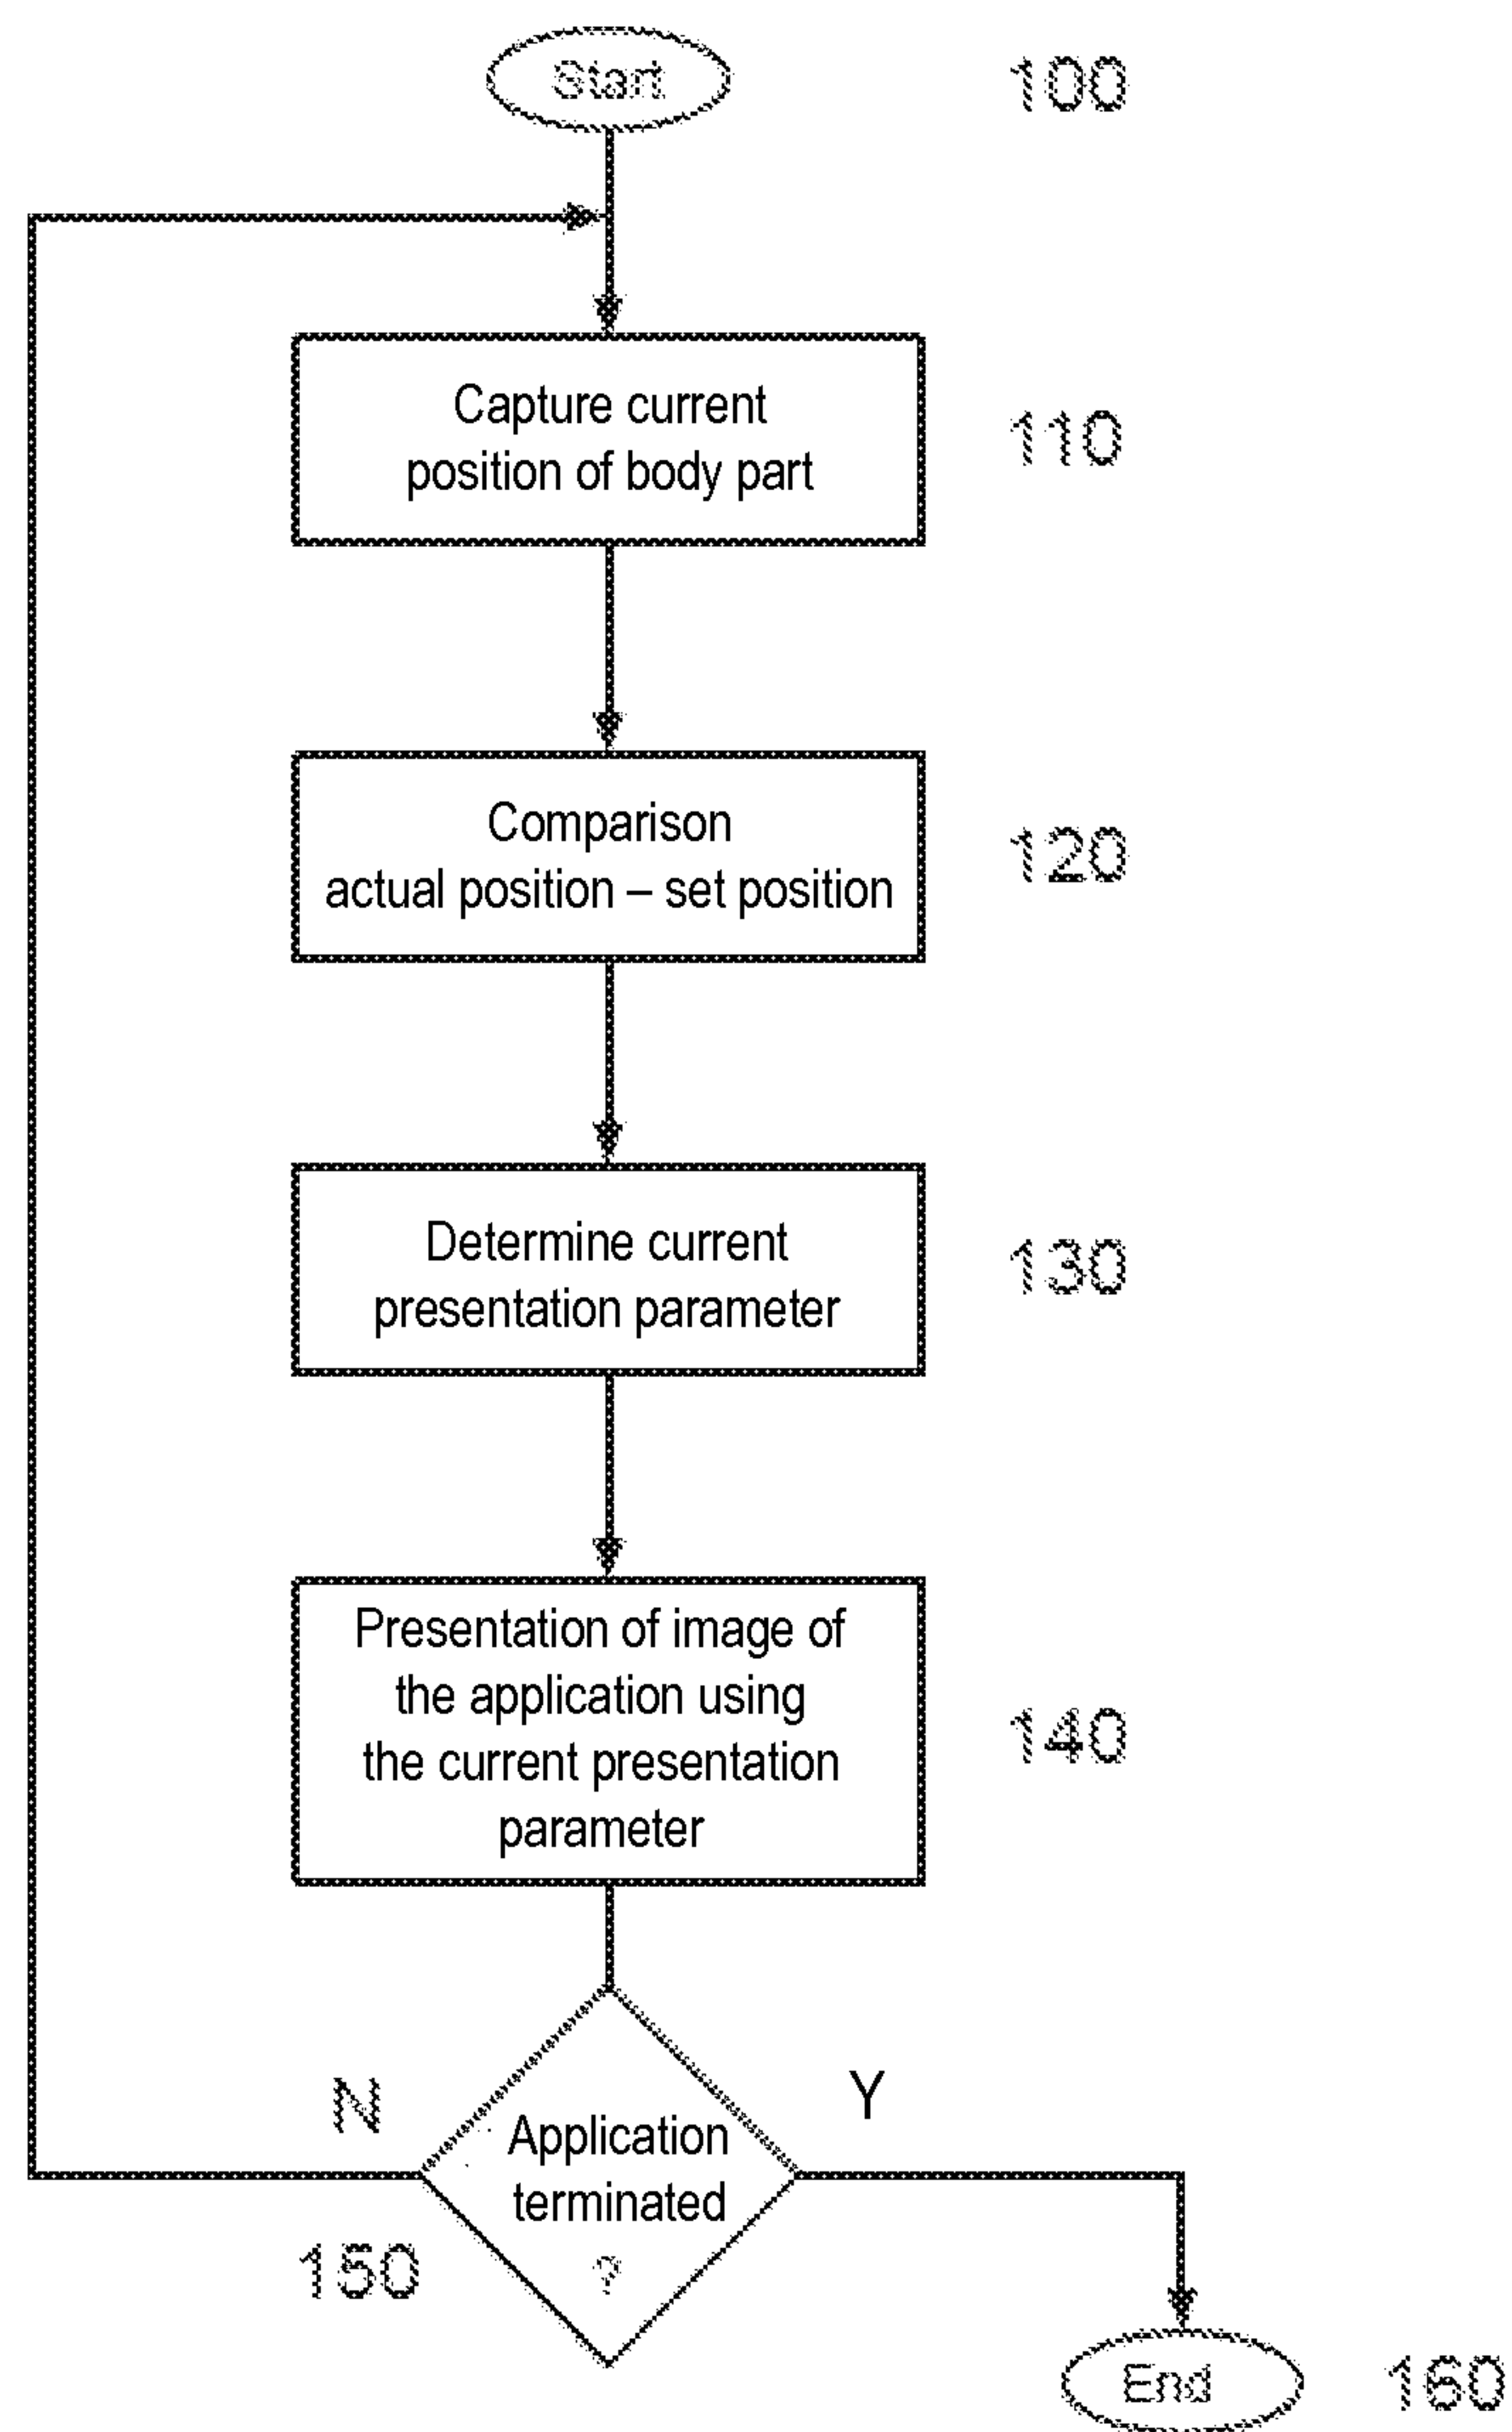 Start
100
Capture current
position of body part
110
Comparison
actual position – set position
120
Determine current
presentation parameter
130
Presentation of image of
the application using
the current presentation
parameter
140
N
Y
Application
terminated
?
150
End
160